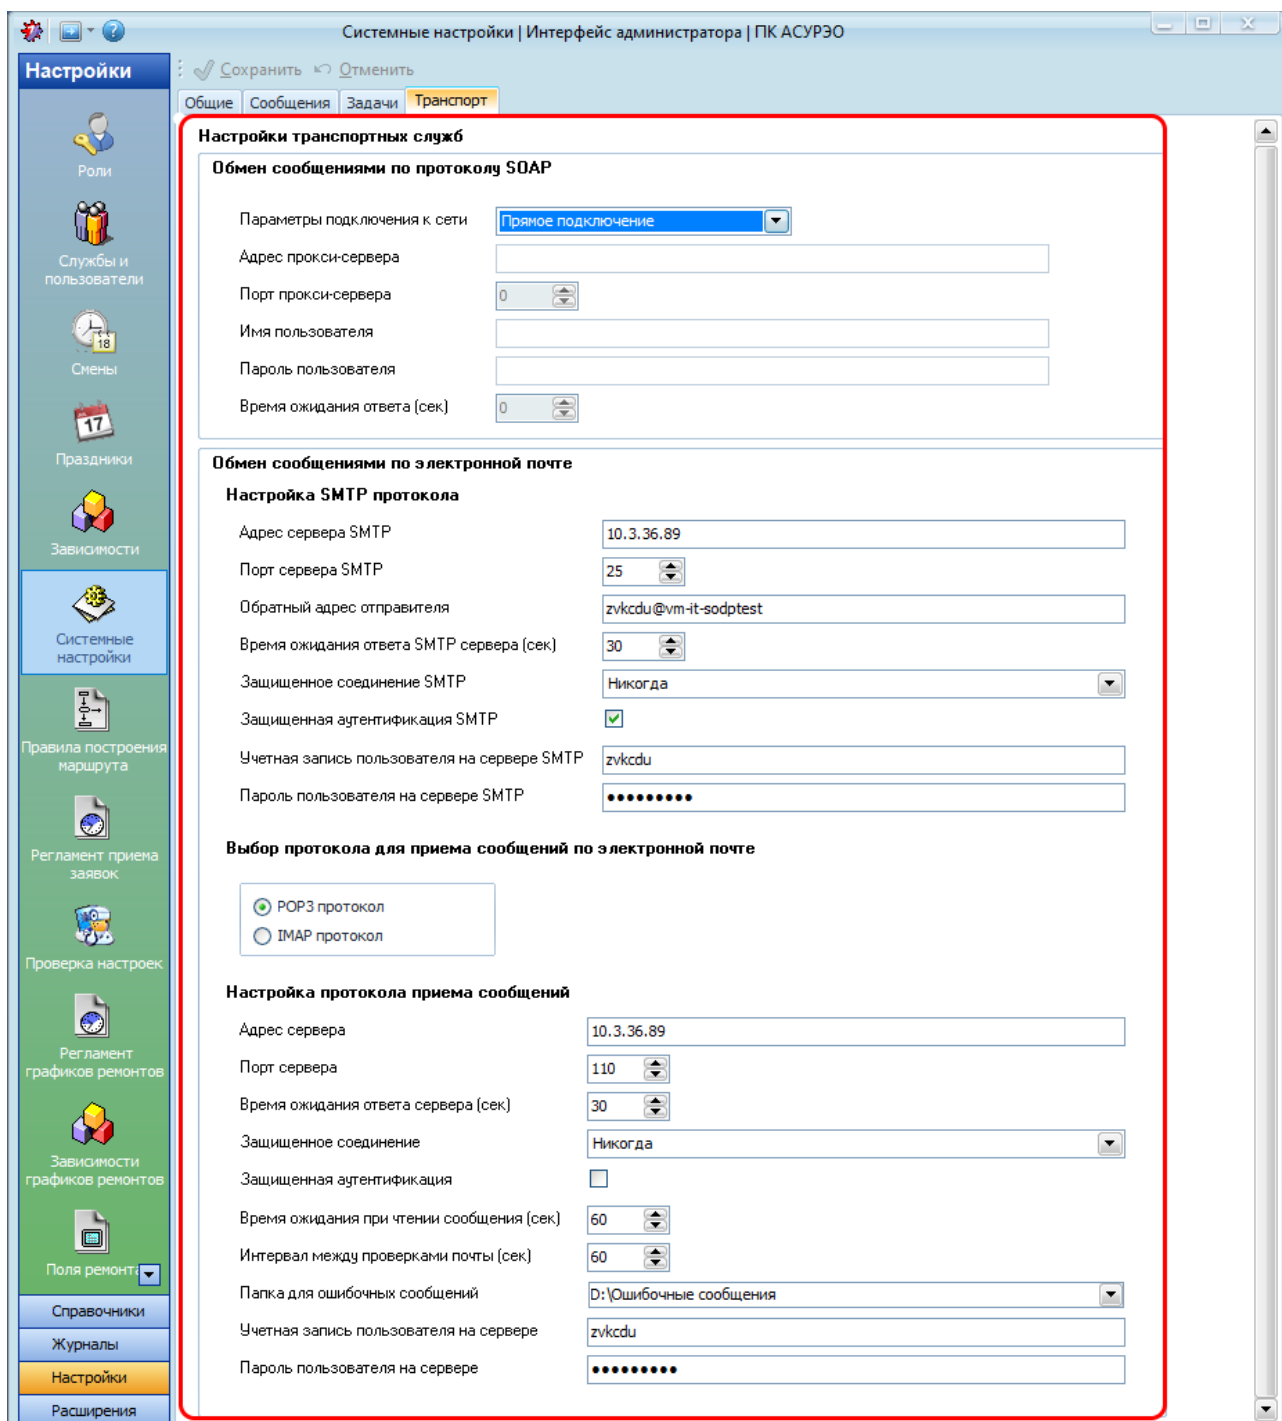 Системные настройки | Интерфейс администратора | ПК АСУРЭО
Настройки
Сохранить Отменить
Общие Сообщения Задачи Транспорт
Роли
18
Службы и
пользователи
Смены
17
Праздники
Зависимости
Системные
настройки
Правила построения
маршрута
Регламент приема
заявок
Проверка настроек
Регламент
графиков ремонтов
Зависимости
графиков ремонтов
Поля ремонта
Справочники
Журналы
Настройки
Расширения
Настройки транспортных служб
Обмен сообщениями по протоколу SOAP
Параметры подключения к сети Прямое подключение
Адрес прокси-сервера
Порт прокси-сервера 0
Имя пользователя
Пароль пользователя
Время ожидания ответа (сек) 0
Обмен сообщениями по электронной почте
Настройка SMTP протокола
Адрес сервера SMTP 10.3.36.89
Порт сервера SMTP 25
Обратный адрес отправителя zvkcdu@vm-it-sodptest
Время ожидания ответа SMTP сервера (сек) 30
Защищенное соединение SMTP Никогда
Защищенная аутентификация SMTP
Учетная запись пользователя на сервере SMTP zvkcdu
Пароль пользователя на сервере SMTP ●●●●●●●●●
Выбор протокола для приема сообщений по электронной почте
POP3 протокол
IMAP протокол
Настройка протокола приема сообщений
Адрес сервера 10.3.36.89
Порт сервера 110
Время ожидания ответа сервера (сек) 30
Защищенное соединение Никогда
Защищенная аутентификация
Время ожидания при чтении сообщения (сек) 60
Интервал между проверками почты (сек) 60
Папка для ошибочных сообщений D:\Ошибочные сообщения
Учетная запись пользователя на сервере zvkcdu
Пароль пользователя на сервере ●●●●●●●●●